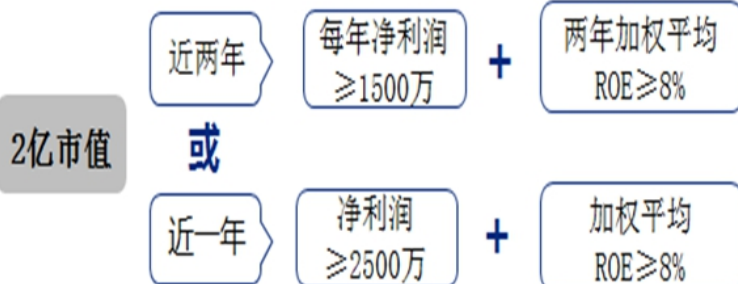 2亿市值
近两年
每年净利润
≥1500万
+
两年加权平均
ROE≥8%
或
近一年
净利润
≥2500万
+
加权平均
ROE≥8%